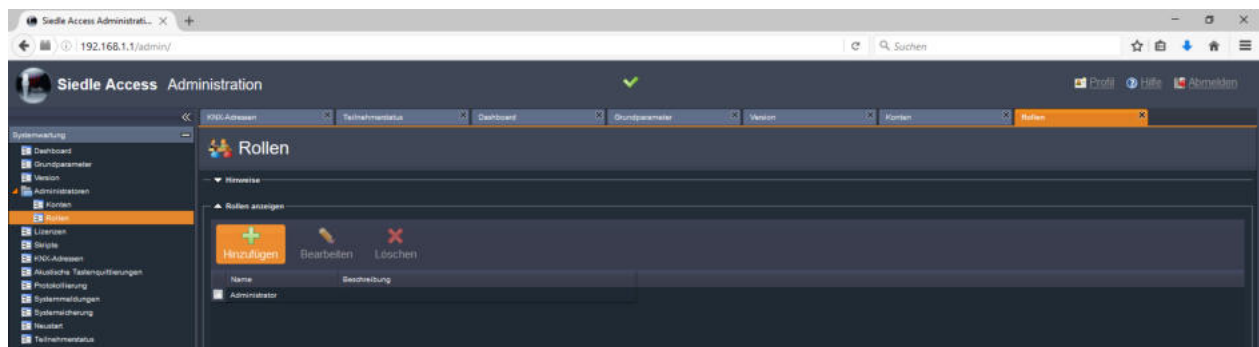 Siedle Access Administrati...
192.168.1.1/admin/
Suchen
Siedle Access Administration
Profil Hilfe Abmelden
KNX-Adressen Teilnehmerstatus Dashboard Grundparameter Version Konten Rollen
Systemwartung
Dashboard
Grundparameter
Version
Administratoren
Konten
Rollen
Lizenzen
Skripte
KNX-Adressen
Akustische Tastenquittierungen
Protokollierung
Systemmeldungen
Systemsicherung
Neustart
Teilnehmerstatus
Rollen
Hinweise
Rollen anzeigen
Hinzufügen Bearbeiten Löschen
Name Beschreibung
Administrator